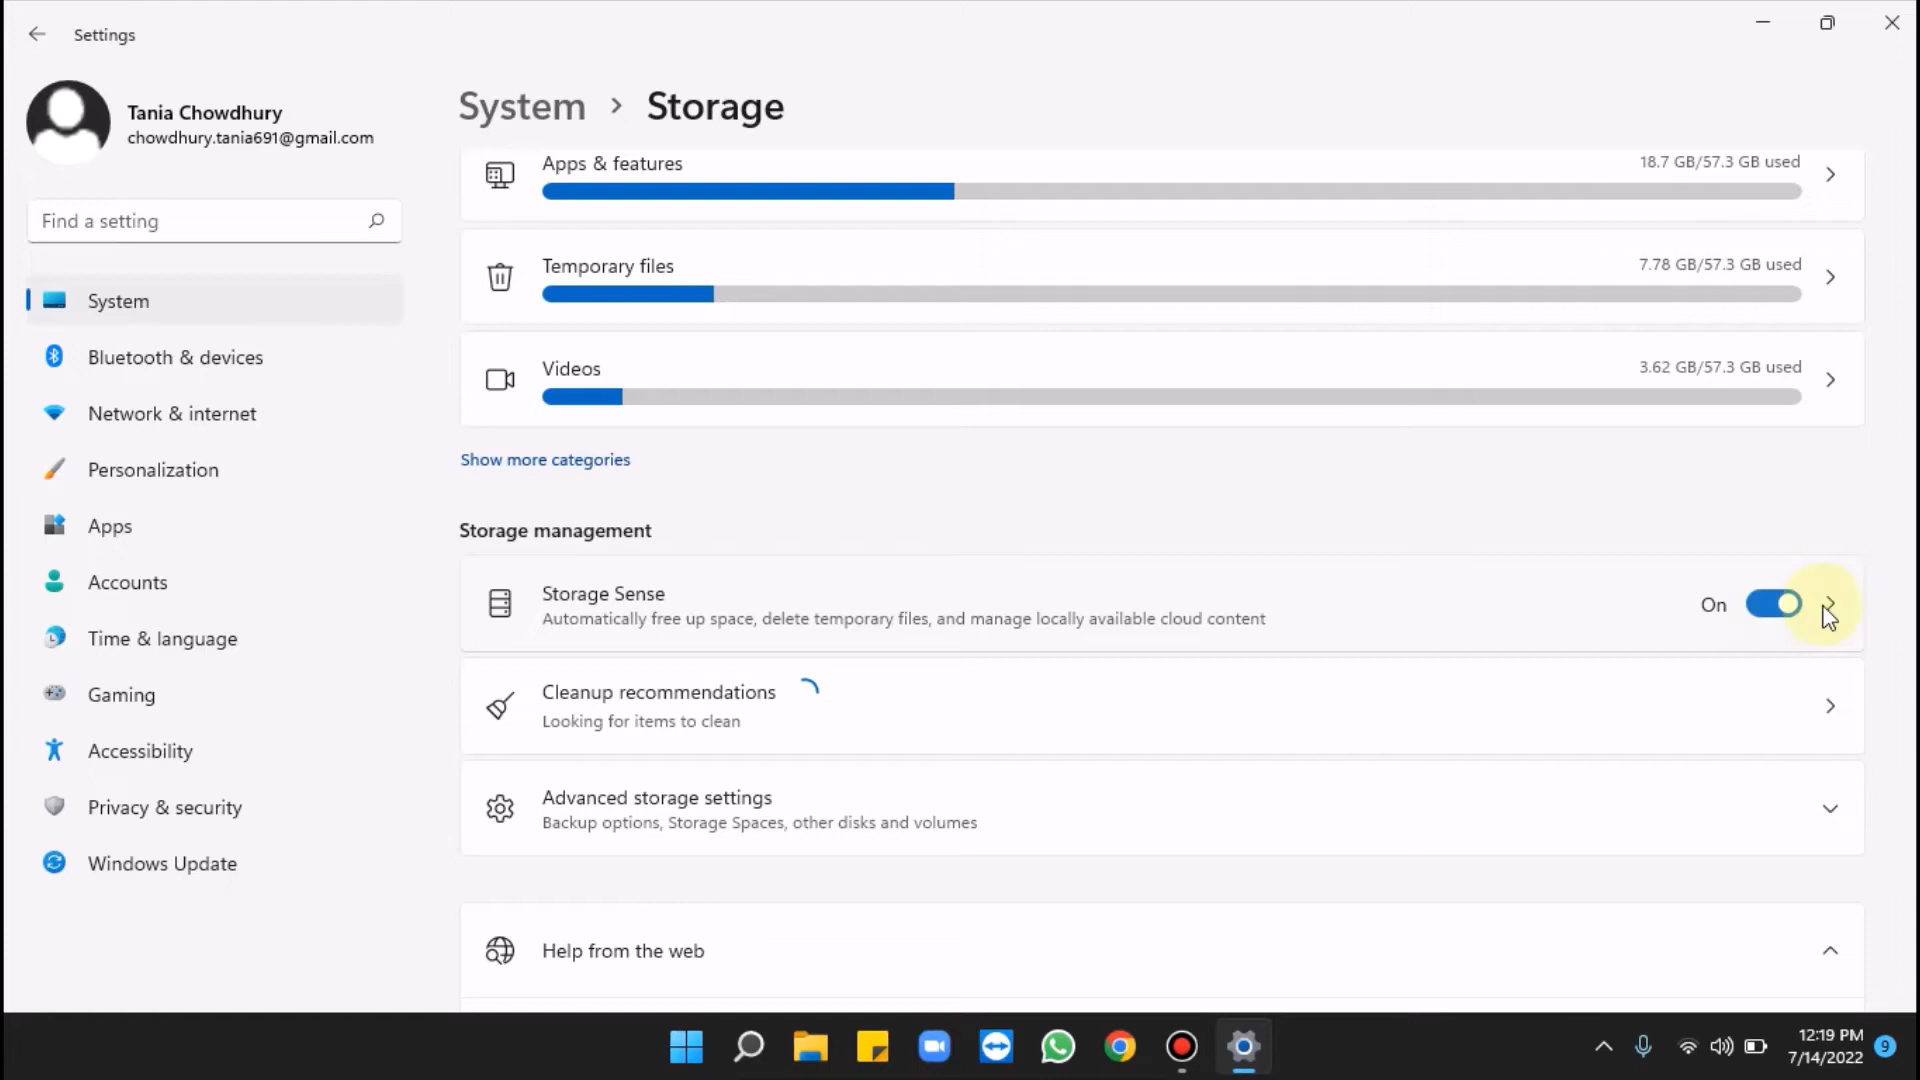 Settings
Tania Chowdhury
chowdhury.tania691@gmail.com
Find a setting
System
Bluetooth & devices
Network & internet
Personalization
Apps
Accounts
Time & language
Gaming
Accessibility
Privacy & security
Windows Update
System > Storage
Apps & features
18.7 GB/57.3 GB used
Temporary files
7.78 GB/57.3 GB used
Videos
3.62 GB/57.3 GB used
Show more categories
Storage management
Storage Sense
Automatically free up space, delete temporary files, and manage locally available cloud content
On
Cleanup recommendations
Looking for items to clean
Advanced storage settings
Backup options, Storage Spaces, other disks and volumes
Help from the web
12:19 PM
7/14/2022
9